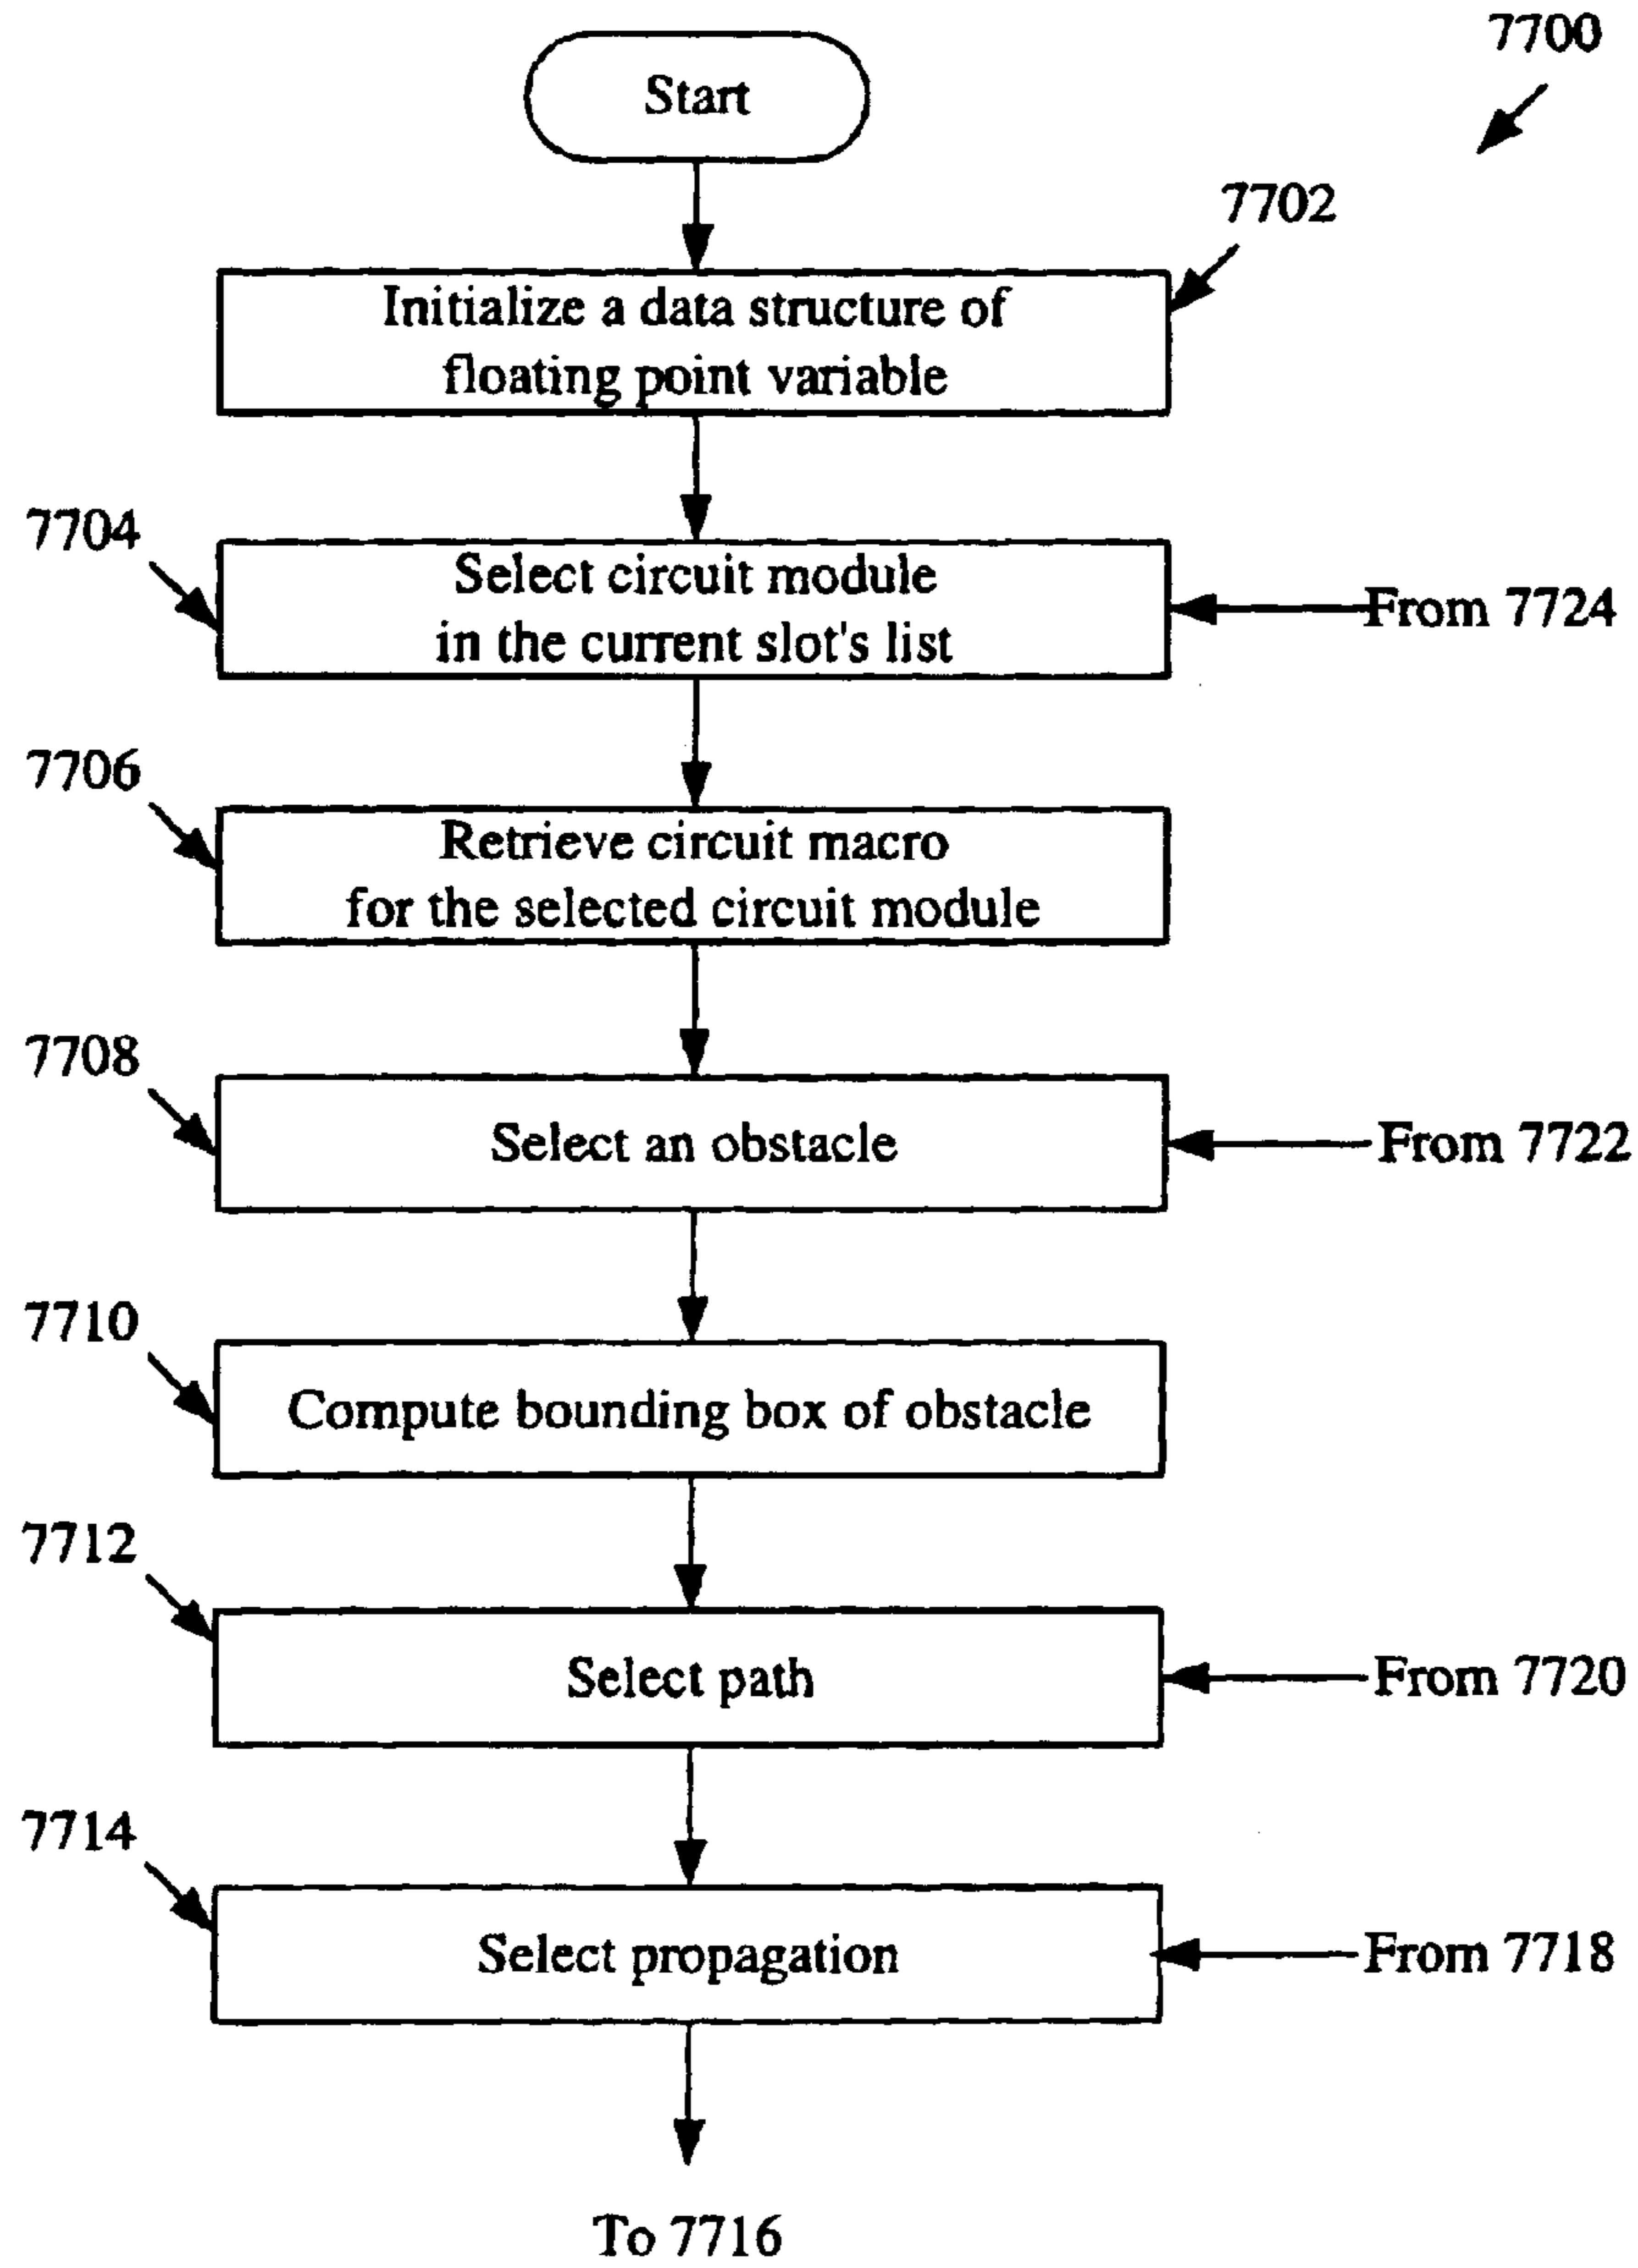 7700
Start
7702
Initialize a data structure of
floating point variable
7704
Select circuit module
in the current slot's list
From 7724
7706
Retrieve circuit macro
for the selected circuit module
7708
Select an obstacle
From 7722
7710
Compute bounding box of obstacle
7712
Select path
From 7720
7714
Select propagation
From 7718
To 7716